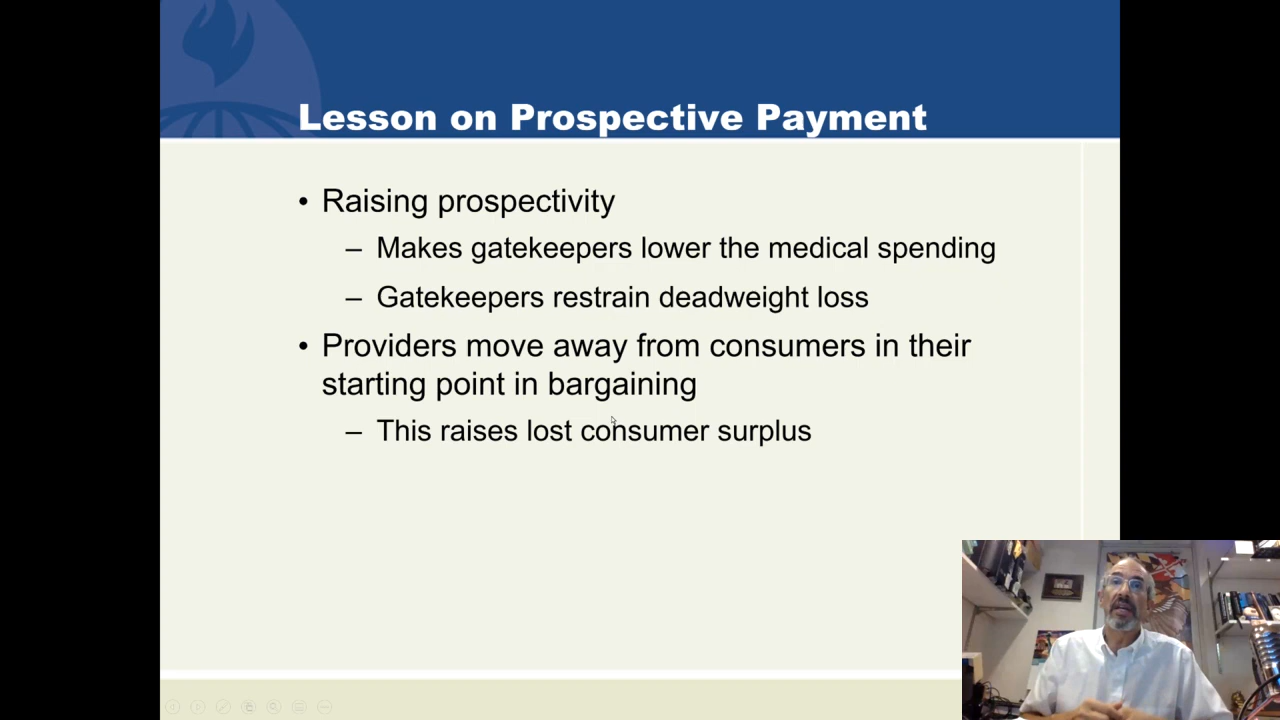 Lesson on Prospective Payment
• Raising prospectivity
– Makes gatekeepers lower the medical spending
– Gatekeepers restrain deadweight loss
• Providers move away from consumers in their
starting point in bargaining
– This raises lost consumer surplus